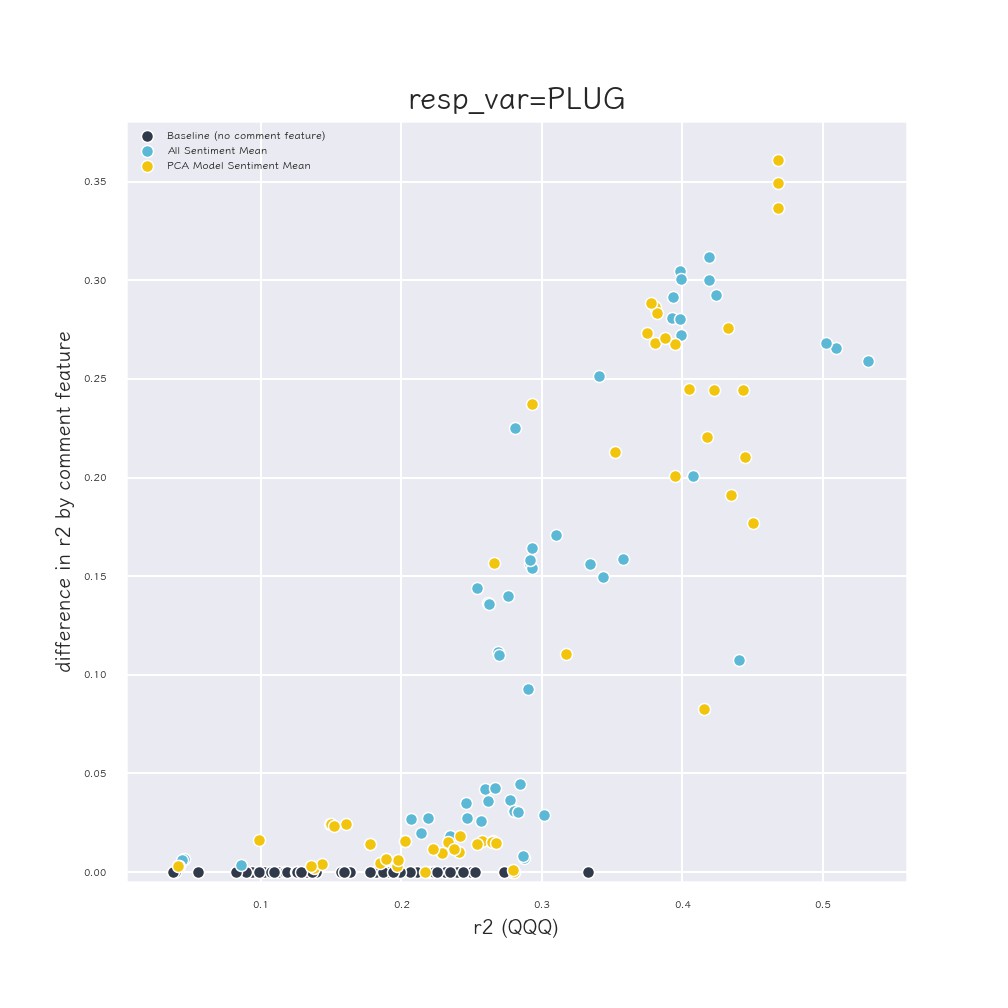 resp_var=PLUG
Baseline (no comment feature)
All Sentiment Mean
PCA Model Sentiment Mean
difference in r2 by comment feature
0.35
0.30
0.25
0.20
0.15
0.10
0.05
0.00
0.1 0.2 0.3 0.4 0.5
r2 (QQQ)